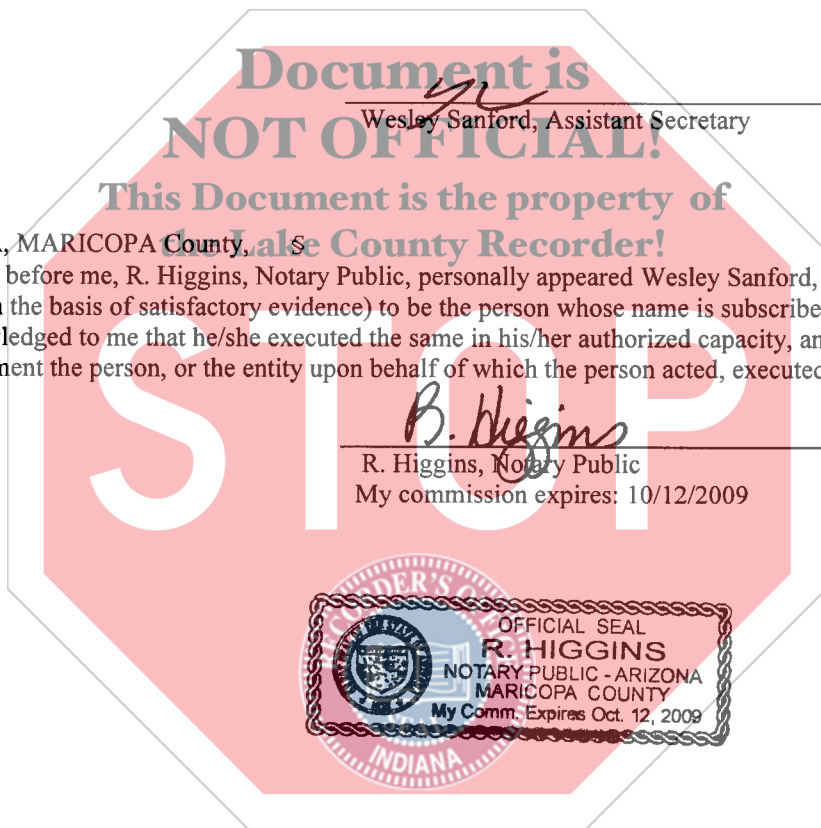 Document is
NOT OFFICIAL!
This Document is the property of
the Lake County Recorder!
STOP
Wesley Sanford, Assistant Secretary
, MARICOPA County, §
before me, R. Higgins, Notary Public, personally appeared Wesley Sanford,
the basis of satisfactory evidence) to be the person whose name is subscribe
ledged to me that he/she executed the same in his/her authorized capacity, an
ment the person, or the entity upon behalf of which the person acted, executed
R. Higgins
R. Higgins, Notary Public
My commission expires: 10/12/2009
OFFICIAL SEAL
R. HIGGINS
NOTARY PUBLIC - ARIZONA
MARICOPA COUNTY
My Comm. Expires Oct. 12, 2009
RECORDER'S OFFICE
INDIANA